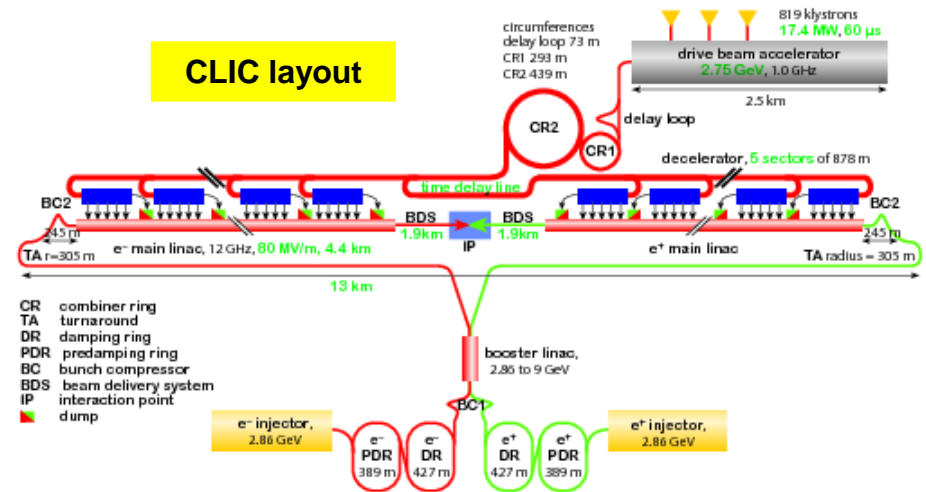 CLIC layout
circumferences
delay loop 73 m
CR1 293 m
CR2 439 m
819 klystrons
17.4 MW, 60 µs
drive beam accelerator
2.75 GeV, 1.0 GHz
2.5 km
delay loop
CR2
CR1
decelerator, 5 sectors of 878 m
time delay line
BC2
BDS
1.9km
IP
BDS
1.9km
BC2
245 m
e⁻ main linac, 12 GHz, 80 MV/m, 4.4 km
e⁺ main linac
245 m
TA r=305 m
TA radius = 305 m
13 km
CR combiner ring
TA turnaround
DR damping ring
PDR predamping ring
BC bunch compressor
BDS beam delivery system
IP interaction point
dump
booster linac,
2.86 to 9 GeV
BC1
e⁻ injector,
2.86 GeV
e⁻
PDR
389 m
e⁻
DR
427 m
e⁺
DR
427 m
e⁺
PDR
389 m
e⁺ injector,
2.86 GeV